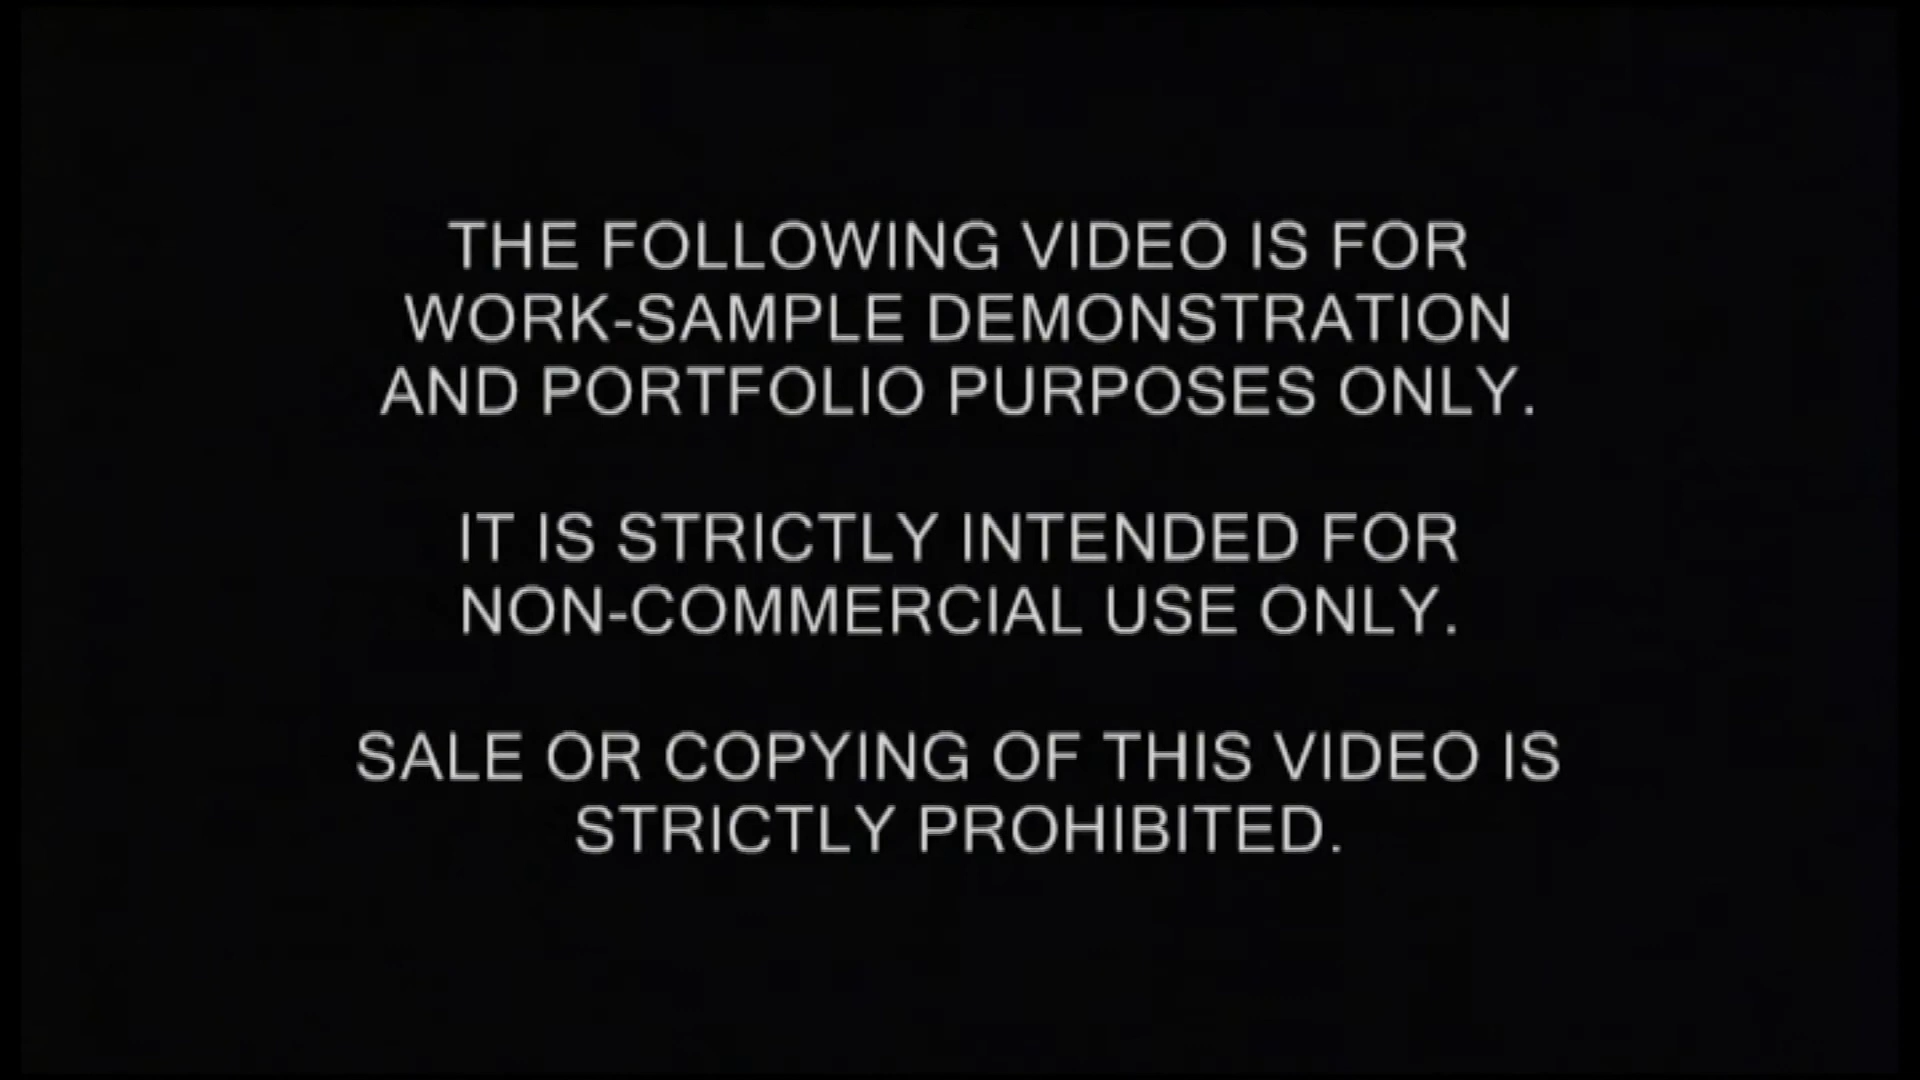 THE FOLLOWING VIDEO IS FOR
WORK-SAMPLE DEMONSTRATION
AND PORTFOLIO PURPOSES ONLY.
IT IS STRICTLY INTENDED FOR
NON-COMMERCIAL USE ONLY.
SALE OR COPYING OF THIS VIDEO IS
STRICTLY PROHIBITED.